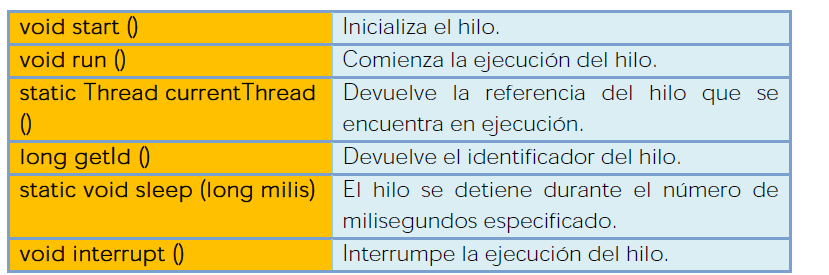 void start () Inicializa el hilo.
void run () Comienza la ejecución del hilo.
static Thread currentThread Devuelve la referencia del hilo que se
() encuentra en ejecución.
long getId () Devuelve el identificador del hilo.
static void sleep (long milis) El hilo se detiene durante el número de
milisegundos especificado.
void interrupt () Interrumpe la ejecución del hilo.